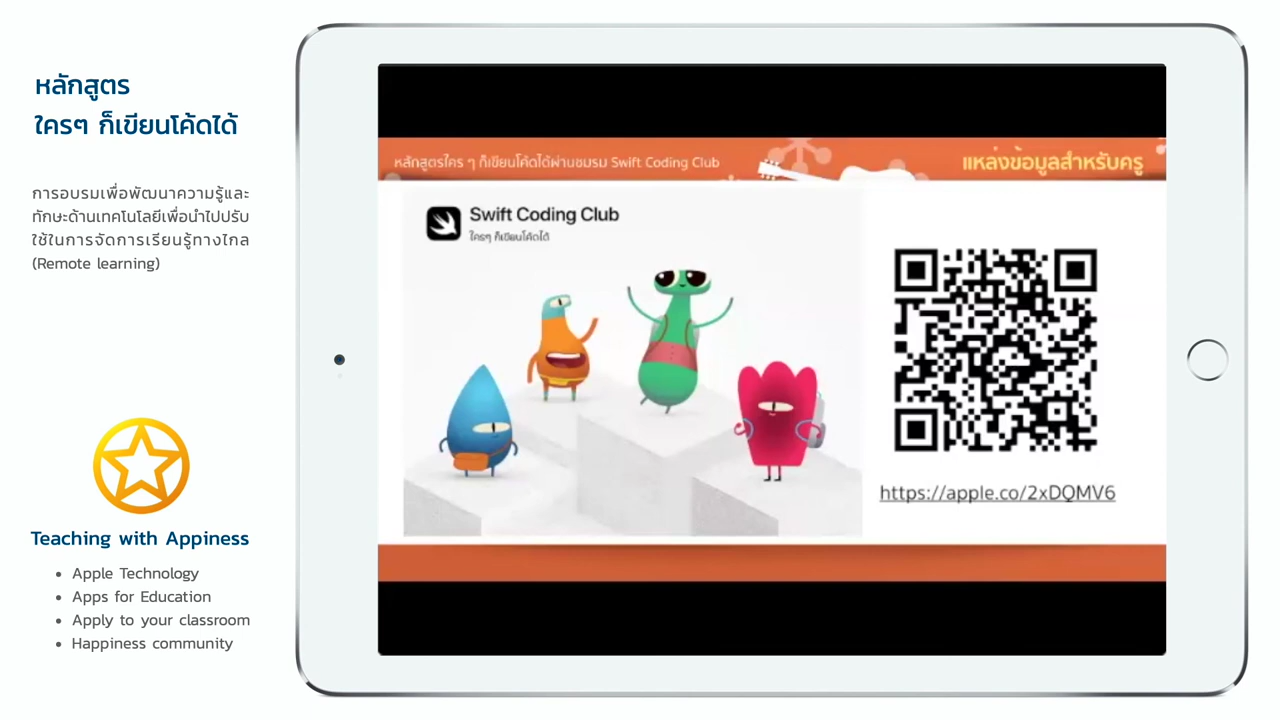 หลักสูตร
ใครๆ ก็เขียนโค้ดได้
การอบรมเพื่อพัฒนาความรู้และ
ทักษะด้านเทคโนโลยีเพื่อนำไปปรับ
ใช้ในการจัดการเรียนรู้ทางไกล
(Remote learning)
Teaching with Appiness
• Apple Technology
• Apps for Education
• Apply to your classroom
• Happiness community
หลักสูตรใคร ๆ ก็เขียนโค้ดได้ผ่านชมรม Swift Coding Club
แหล่งข้อมูลสำหรับครู
Swift Coding Club
ใครๆ ก็เขียนโค้ดได้
https://apple.co/2xDQMV6